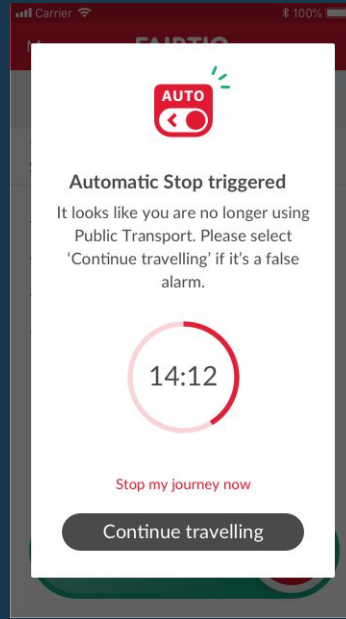 Carrier
100%
FAIRTIQ
AUTO
Automatic Stop triggered
It looks like you are no longer using
Public Transport. Please select
‘Continue travelling’ if it’s a false
alarm.
14:12
Stop my journey now
Continue travelling